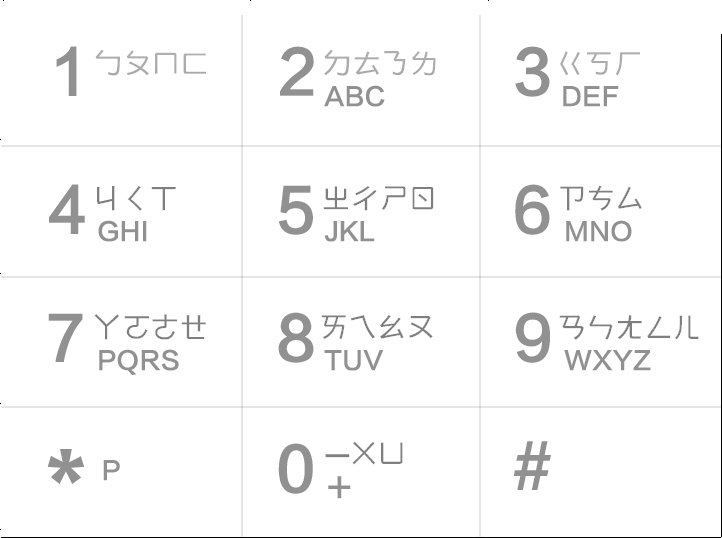 1 ㄅㄆㄇㄈ
2 ㄉㄊㄋㄌ
ABC
3 ㄍㄎㄏ
DEF
4 ㄐㄑㄒ
GHI
5 ㄓㄔㄕㄖ
JKL
6 ㄗㄘㄙ
MNO
7 ㄚㄛㄜㄝ
PQRS
8 ㄞㄟㄠㄡ
TUV
9 ㄢㄣㄤㄥㄦ
WXYZ
* P
0 ㄧㄨㄩ
+
#